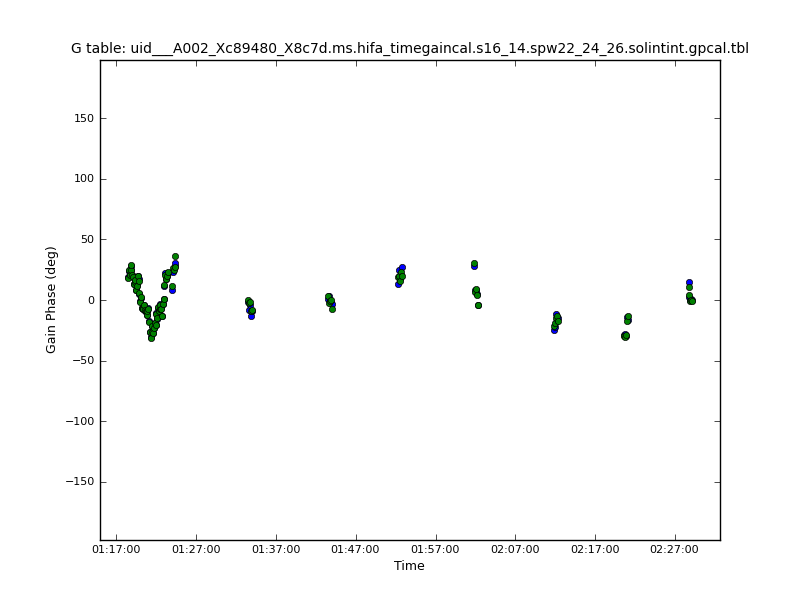 G table: uid___A002_Xc89480_X8c7d.ms.hifa_timegaincal.s16_14.spw22_24_26.solintint.gpcal.tbl
Gain Phase (deg)
150
100
50
0
−50
−100
−150
01:17:00 01:27:00 01:37:00 01:47:00 01:57:00 02:07:00 02:17:00 02:27:00
Time